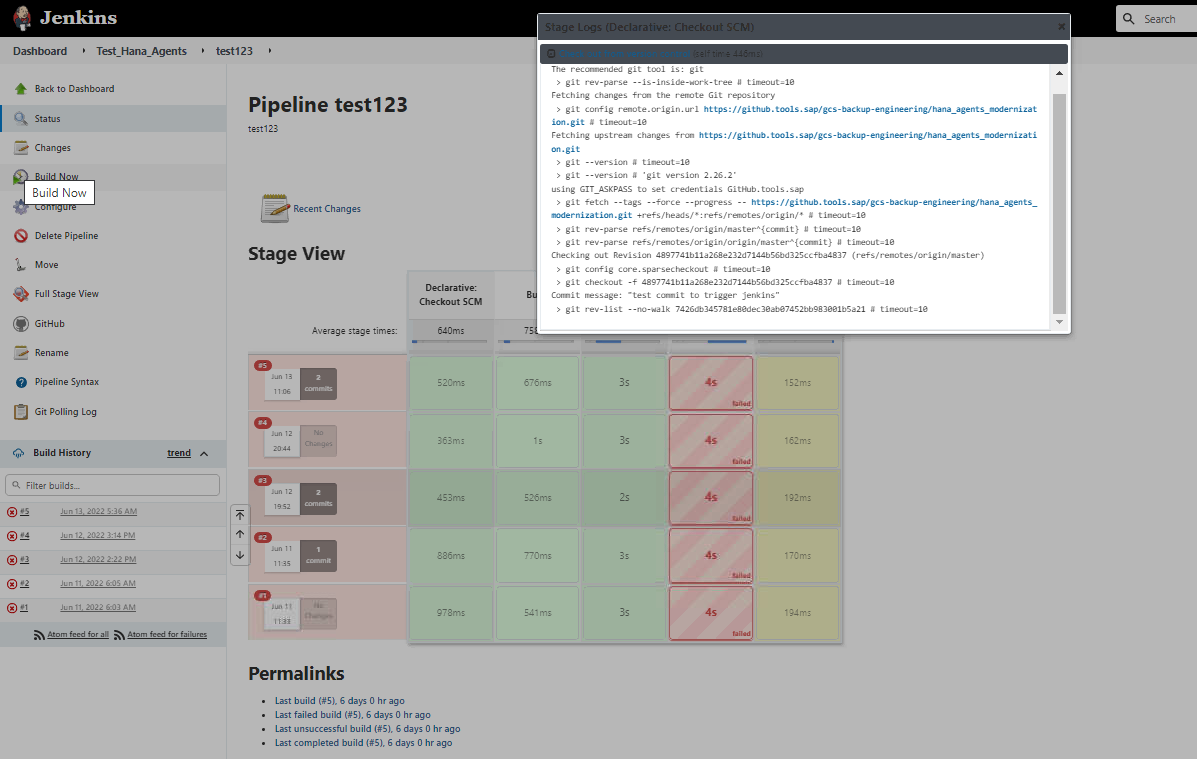 Jenkins
Search
Dashboard
Test_Hana_Agents
test123
Back to Dashboard
Status
Changes
Build Now
Build Now
Configure
Delete Pipeline
Move
Full Stage View
GitHub
Rename
Pipeline Syntax
Git Polling Log
Build History
trend
Filter builds...
#5 Jun 13, 2022 5:36 AM
#4 Jun 12, 2022 3:14 PM
#3 Jun 12, 2022 2:22 PM
#2 Jun 11, 2022 6:05 AM
#1 Jun 11, 2022 6:03 AM
Atom feed for all Atom feed for failures
Pipeline test123
test123
Recent Changes
Stage View
Stage Logs (Declarative: Checkout SCM)
(self time 448ms)
The recommended git tool is: git
> git rev-parse --is-inside-work-tree # timeout=10
Fetching changes from the remote Git repository
> git config remote.origin.url https://github.tools.sap/gcs-backup-engineering/hana_agents_modernizat
ion.git # timeout=10
Fetching upstream changes from https://github.tools.sap/gcs-backup-engineering/hana_agents_modernizati
on.git
> git --version # timeout=10
> git --version # 'git version 2.26.2'
using GIT_ASKPASS to set credentials GitHub.tools.sap
> git fetch --tags --force --progress -- https://github.tools.sap/gcs-backup-engineering/hana_agents_
modernization.git +refs/heads/*:refs/remotes/origin/* # timeout=10
> git rev-parse refs/remotes/origin/master^{commit} # timeout=10
> git rev-parse refs/remotes/origin/origin/master^{commit} # timeout=10
Checking out Revision 4897741b11a268e232d7144b56bd325ccfba4837 (refs/remotes/origin/master)
> git config core.sparsecheckout # timeout=10
> git checkout -f 4897741b11a268e232d7144b56bd325ccfba4837 # timeout=10
Commit message: "test commit to trigger jenkins"
> git rev-list --no-walk 7426db345781e80dec30ab07452bb983001b5a21 # timeout=10
Declarative:
Checkout SCM
Bu
Average stage times:
640ms
758
#5
Jun 13
11:06
2
commits
520ms
676ms
3s
4s
failed
152ms
#4
Jun 12
20:44
No
Changes
363ms
1s
3s
4s
failed
162ms
#3
Jun 12
19:52
2
commits
453ms
526ms
2s
4s
failed
192ms
#2
Jun 11
11:35
1
commit
886ms
770ms
3s
4s
failed
170ms
#1
Jun 11
11:33
No
Changes
978ms
541ms
3s
4s
failed
194ms
Permalinks
Last build (#5), 6 days 0 hr ago
Last failed build (#5), 6 days 0 hr ago
Last unsuccessful build (#5), 6 days 0 hr ago
Last completed build (#5), 6 days 0 hr ago